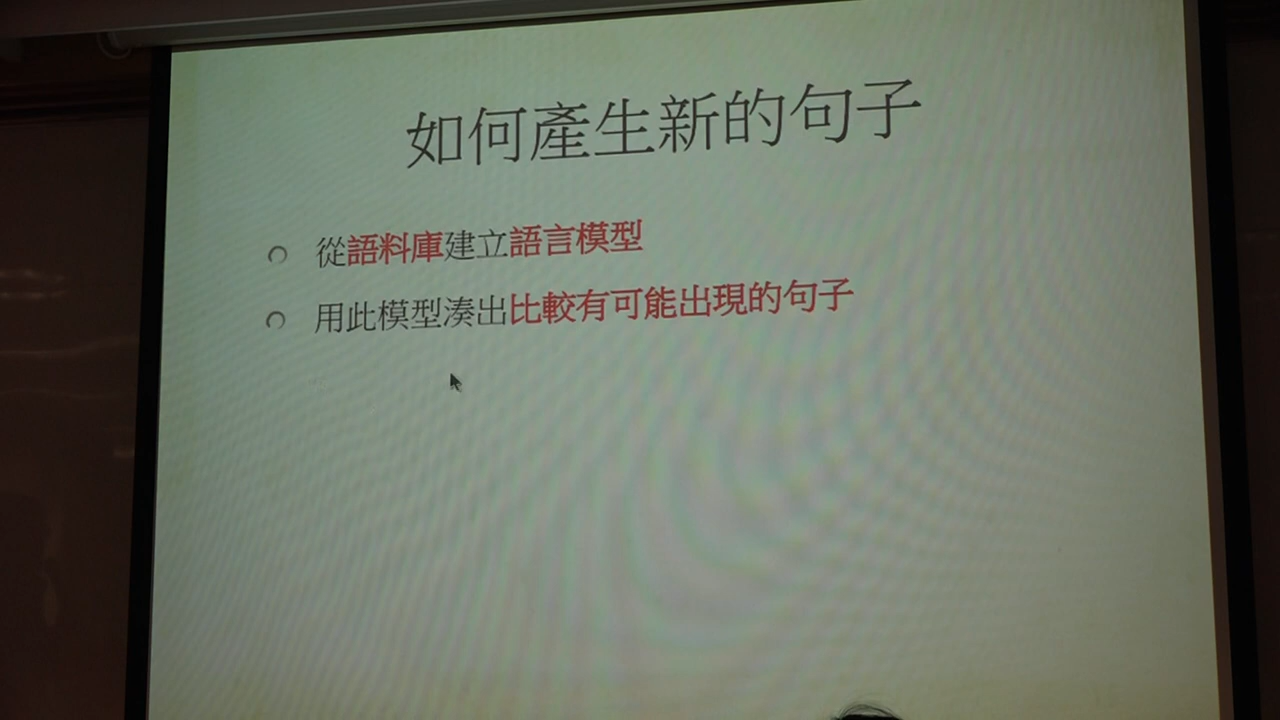 如何產生新的句子
從語料庫建立語言模型
用此模型湊出比較有可能出現的句子